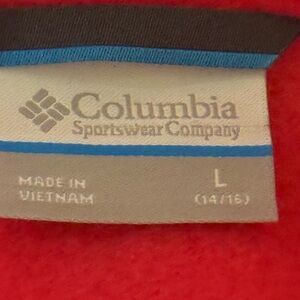 Columbia
Sportswear Company
MADE IN
VIETNAM
L
(14/16)